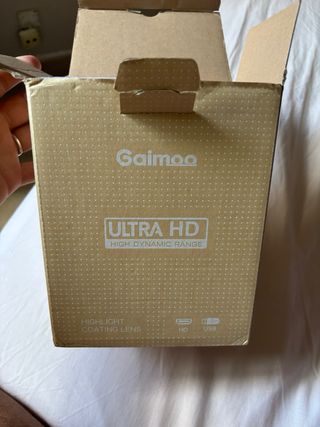 Gaimoo
ULTRA HD
HIGH DYNAMIC RANGE
HIGHLIGHT
COATING LENS
HD
USB